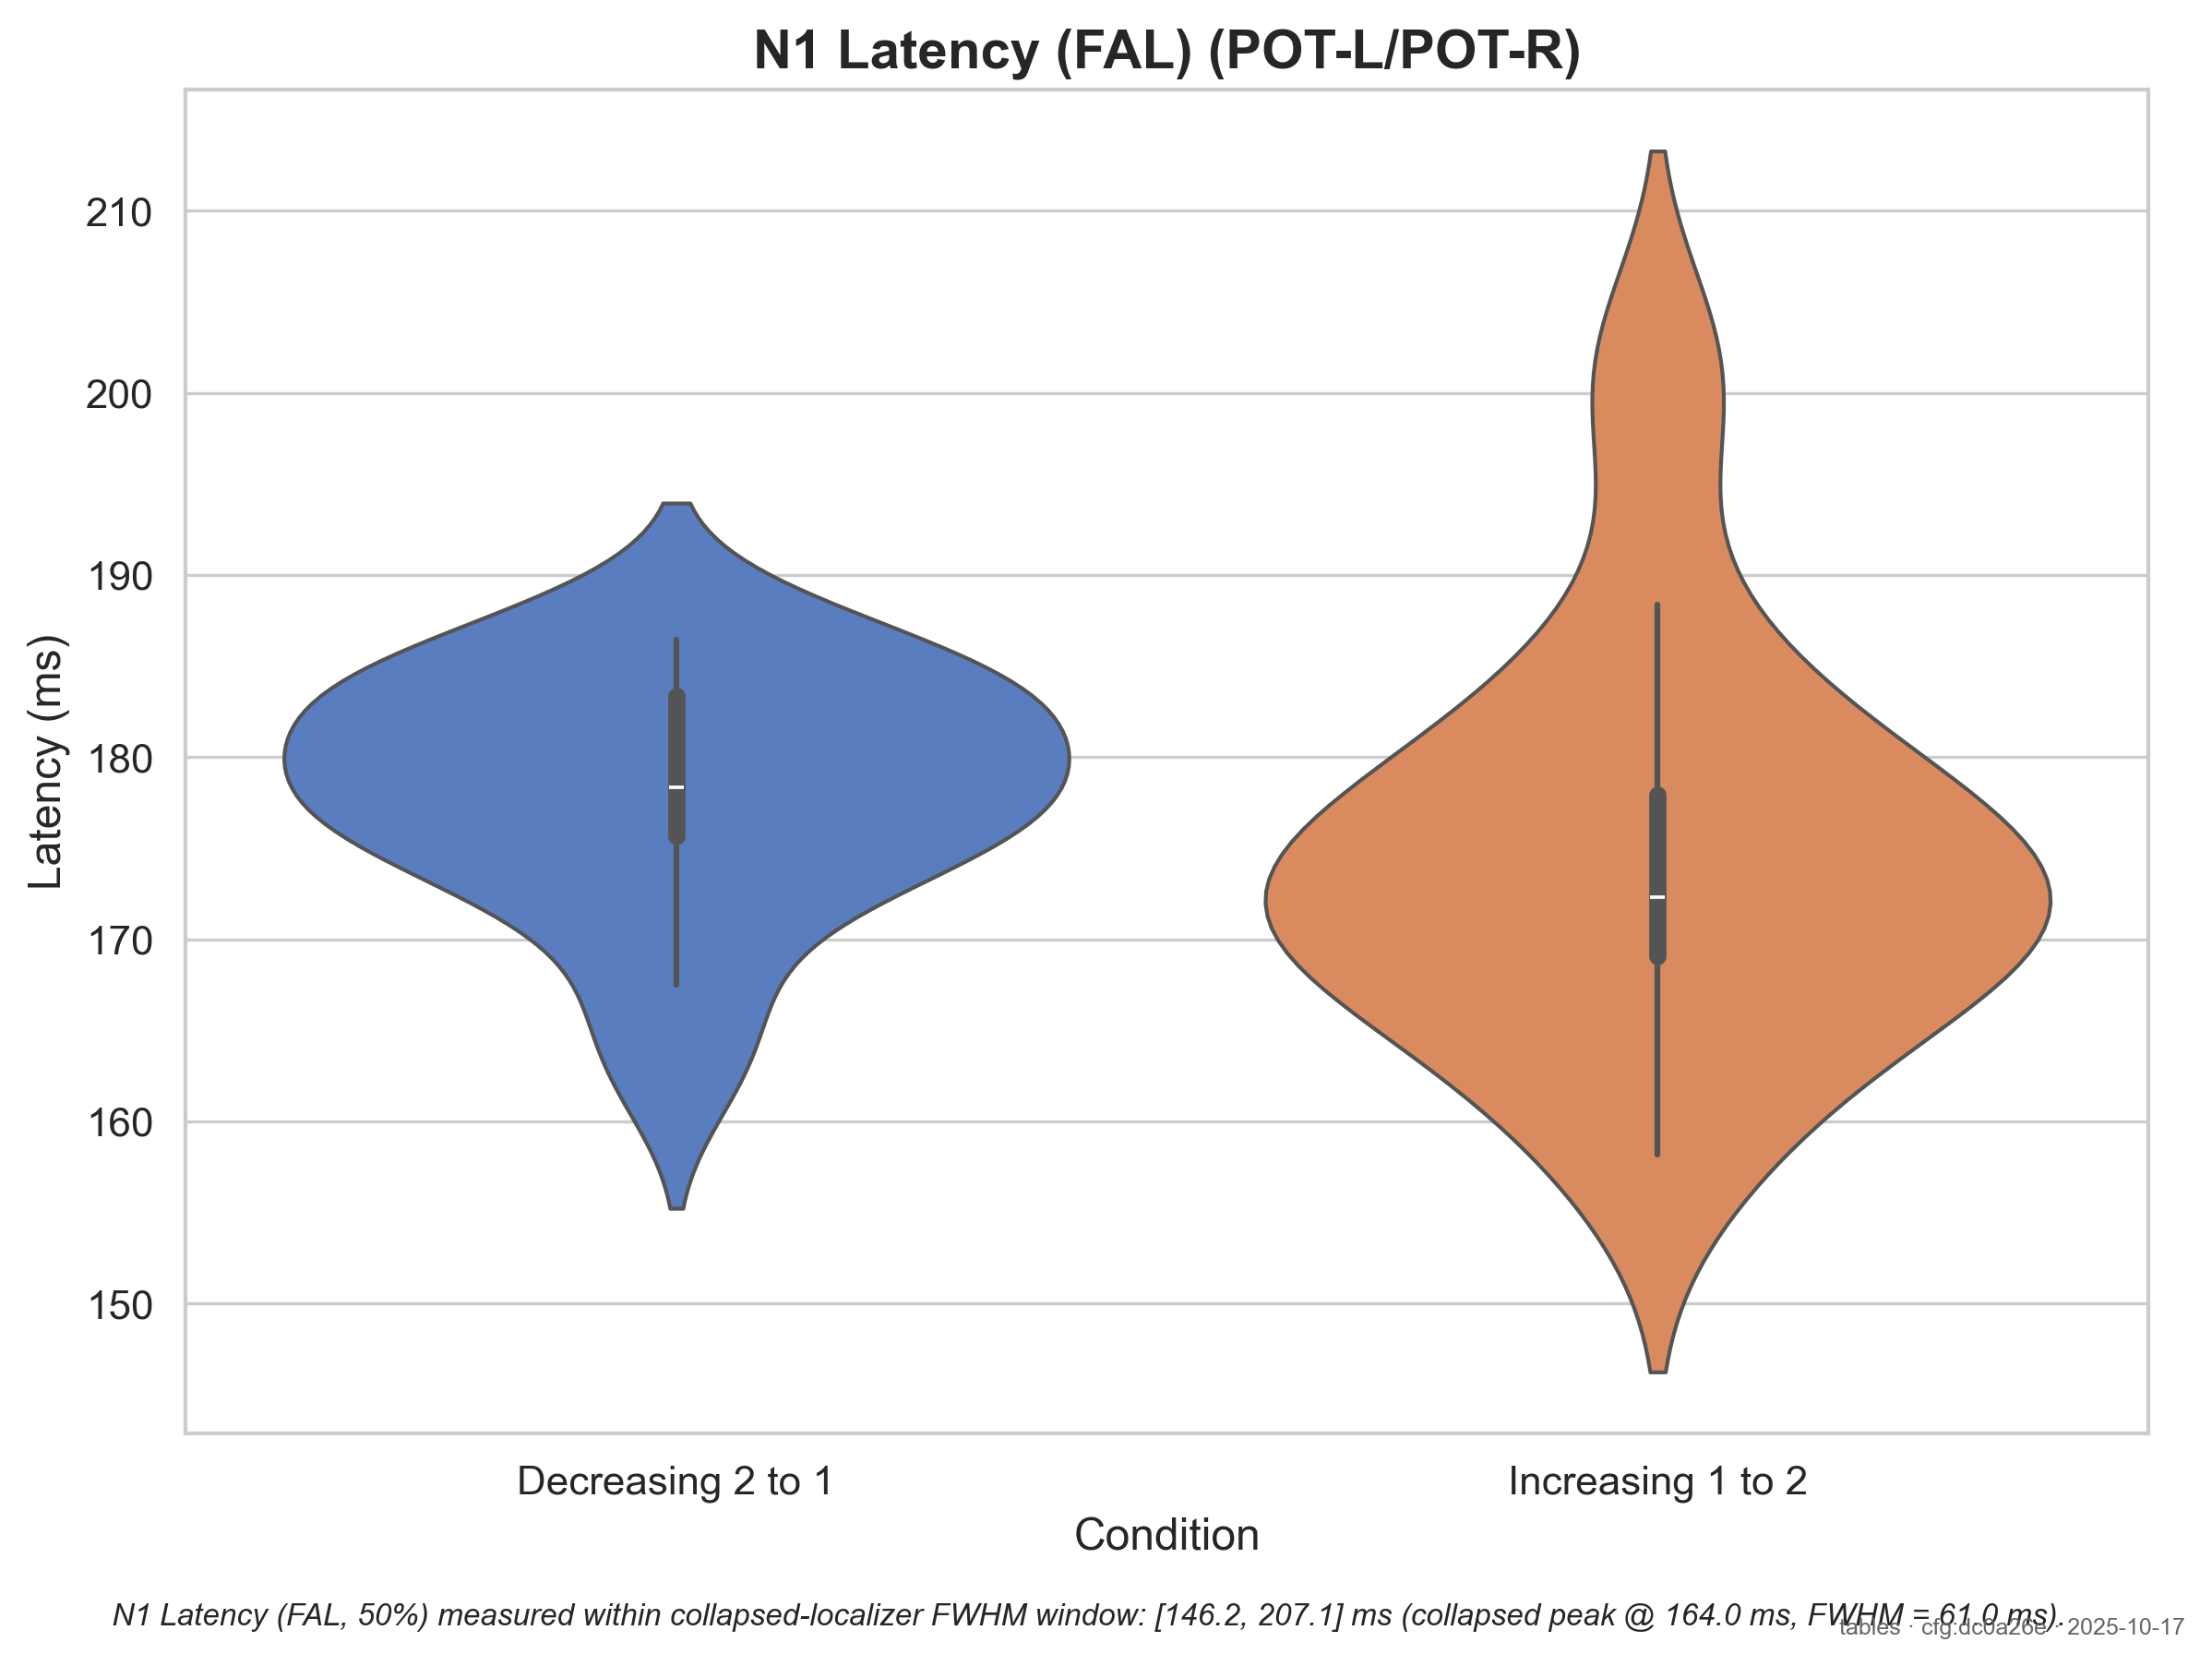 N1 Latency (FAL) (POT-L/POT-R)
Latency (ms)
210
200
190
180
170
160
150
Decreasing 2 to 1
Increasing 1 to 2
Condition
N1 Latency (FAL, 50%) measured within collapsed-localizer FWHM window: [146.2, 207.1] ms (collapsed peak @ 164.0 ms, FWHM = 61.0 ms).
tables · cfg:dc0a26e · 2025-10-17